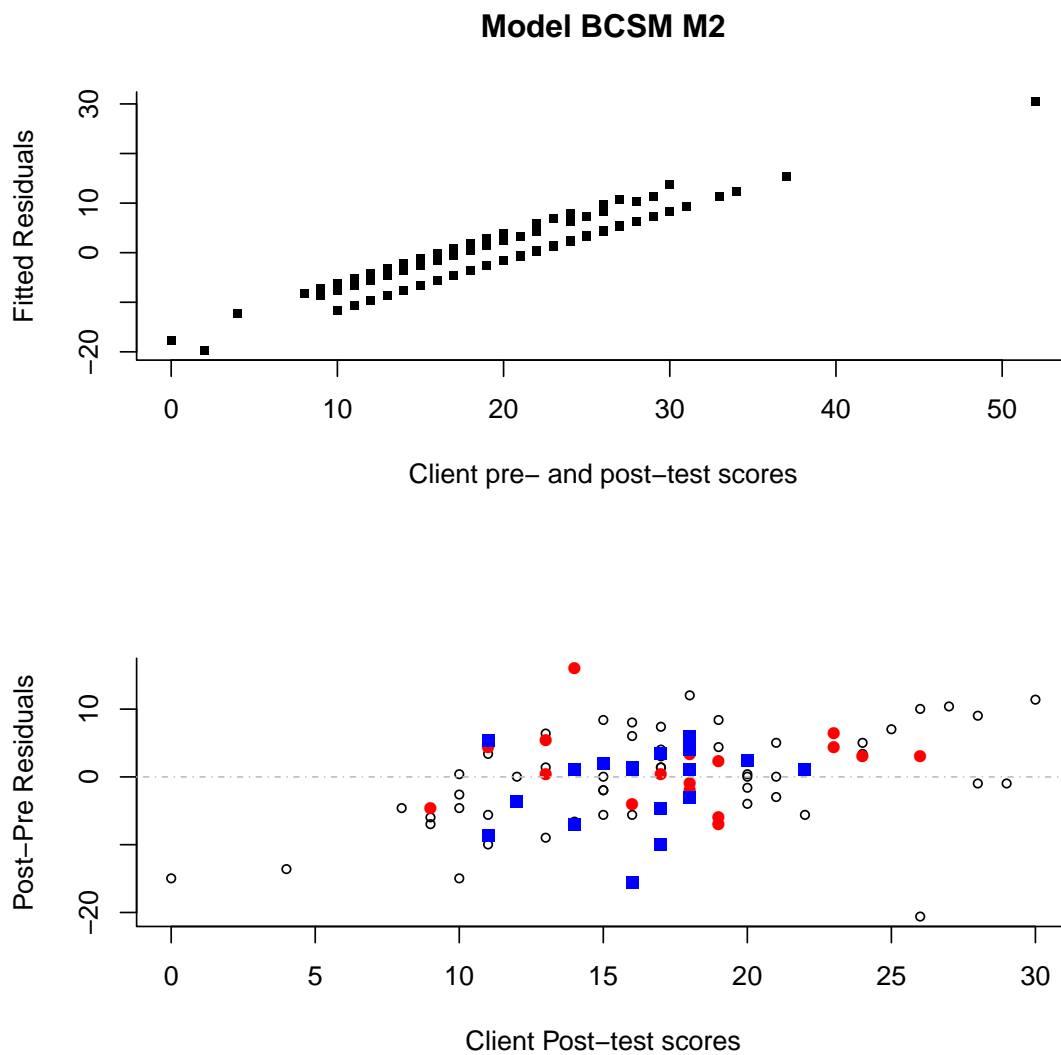 Model BCSM M2
Fitted Residuals
30
10
0
−20
0 10 20 30 40 50
Client pre− and post−test scores
Post−Pre Residuals
10
0
−20
0 5 10 15 20 25 30
Client Post−test scores